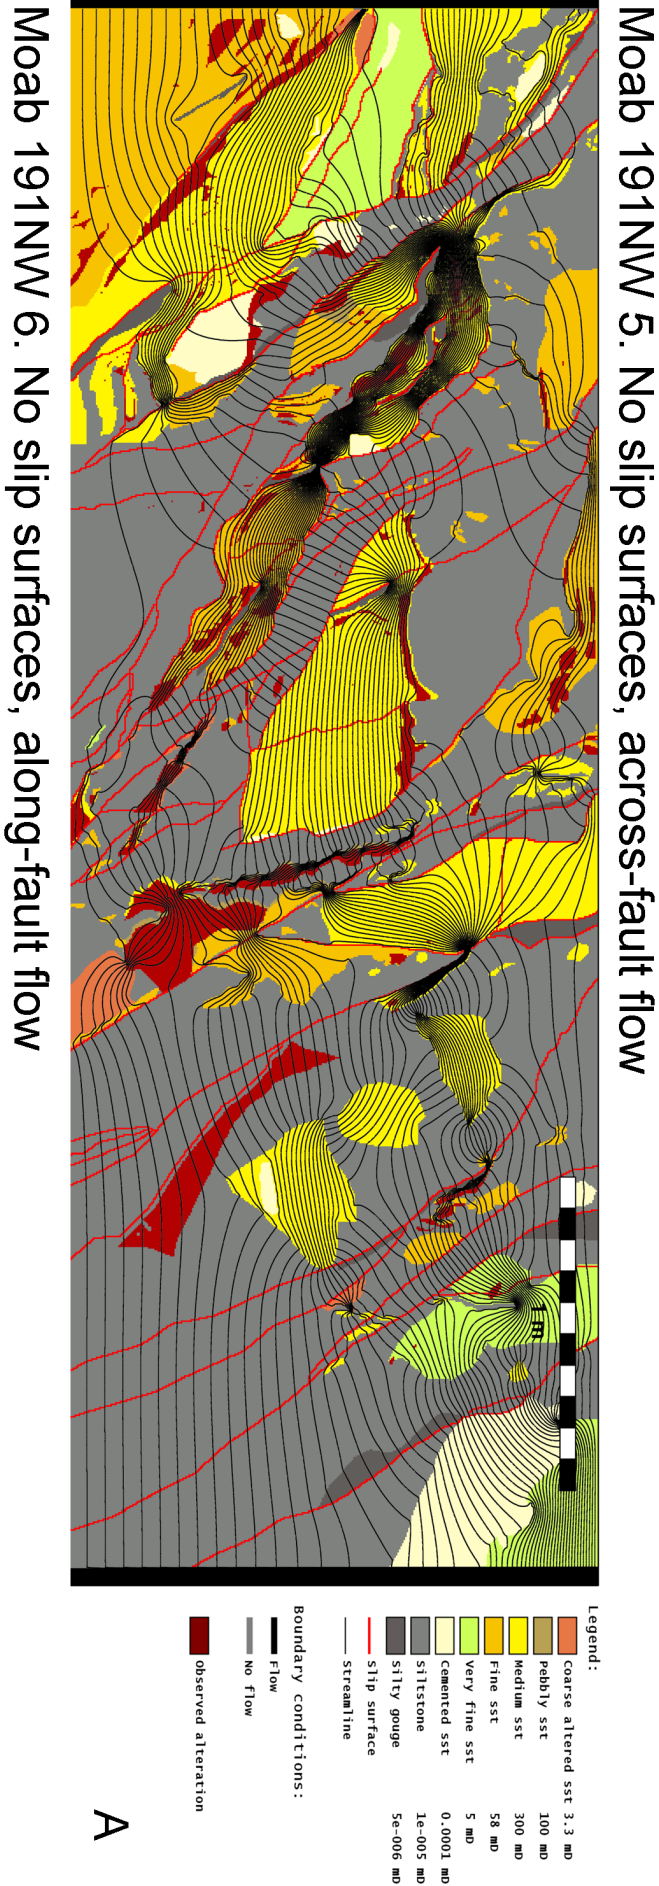 Moab 191NW 5. No slip surfaces, across-fault flow
1 m
Legend:
Coarse altered sst 3.3 mD
Pebbly sst 100 mD
Medium sst 300 mD
Fine sst 58 mD
Very fine sst 5 mD
Cemented sst 0.0001 mD
Siltstone 1e-005 mD
Silty gouge 5e-006 mD
Slip surface
Streamline
Boundary conditions:
Flow
No flow
Observed alteration
A
Moab 191NW 6. No slip surfaces, along-fault flow